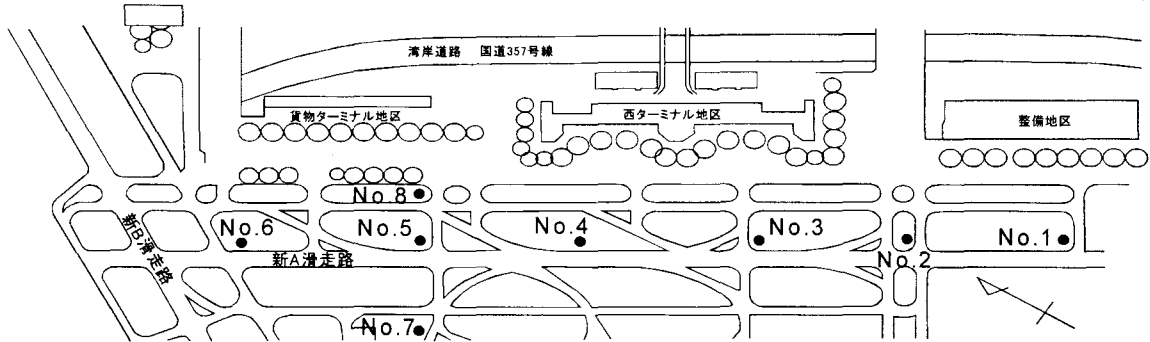 湾岸道路 国道357号線
貨物ターミナル地区
西ターミナル地区
整備地区
No.8
No.6
No.5
No.4
No.3
No.1
No.2
新B滑走路
新A滑走路
No.7